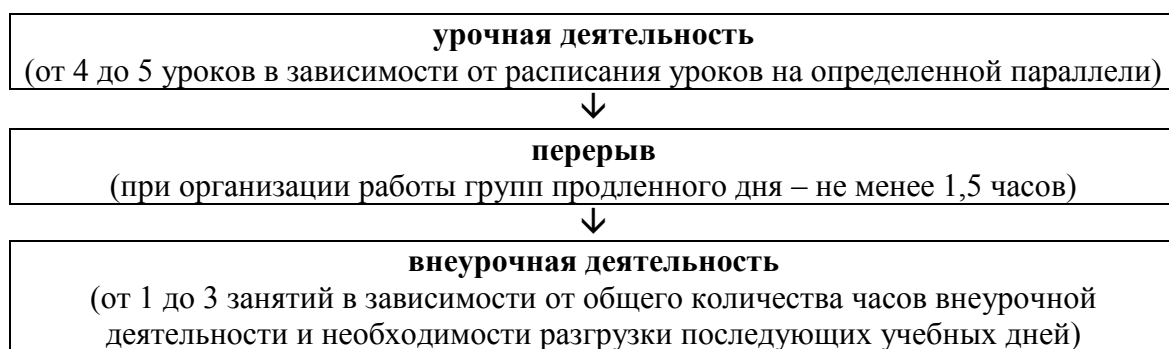 урочная деятельность
(от 4 до 5 уроков в зависимости от расписания уроков на определенной параллели)
↓
перерыв
(при организации работы групп продленного дня – не менее 1,5 часов)
↓
внеурочная деятельность
(от 1 до 3 занятий в зависимости от общего количества часов внеурочной
деятельности и необходимости разгрузки последующих учебных дней)